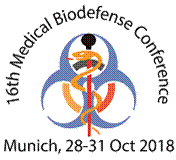 16th Medical Biodefense Conference
Munich, 28-31 Oct 2018